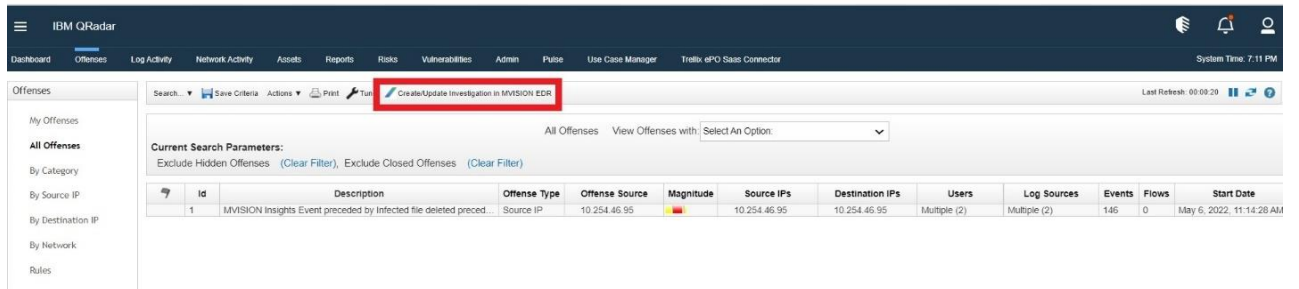 IBM QRadar
Dashboard Offenses Log Activity Network Activity Assets Reports Risks Vulnerabilities Admin Pulse Use Case Manager Trellix ePO Saas Connector System Time: 7:11 PM
Offenses Search... Save Criteria Actions Print Tun Create/Update Investigation in MVISION EDR Last Refresh: 00:00:20
My Offenses
All Offenses View Offenses with: Select An Option:
All Offenses
Current Search Parameters:
Exclude Hidden Offenses (Clear Filter), Exclude Closed Offenses (Clear Filter)
By Category
By Source IP
Id Description Offense Type Offense Source Magnitude Source IPs Destination IPs Users Log Sources Events Flows Start Date
1 MVISION Insights Event preceded by Infected file deleted preced... Source IP 10.254.46.95 10.254.46.95 10.254.46.95 Multiple (2) Multiple (2) 146 0 May 6, 2022, 11:14:28 AM
By Destination IP
By Network
Rules